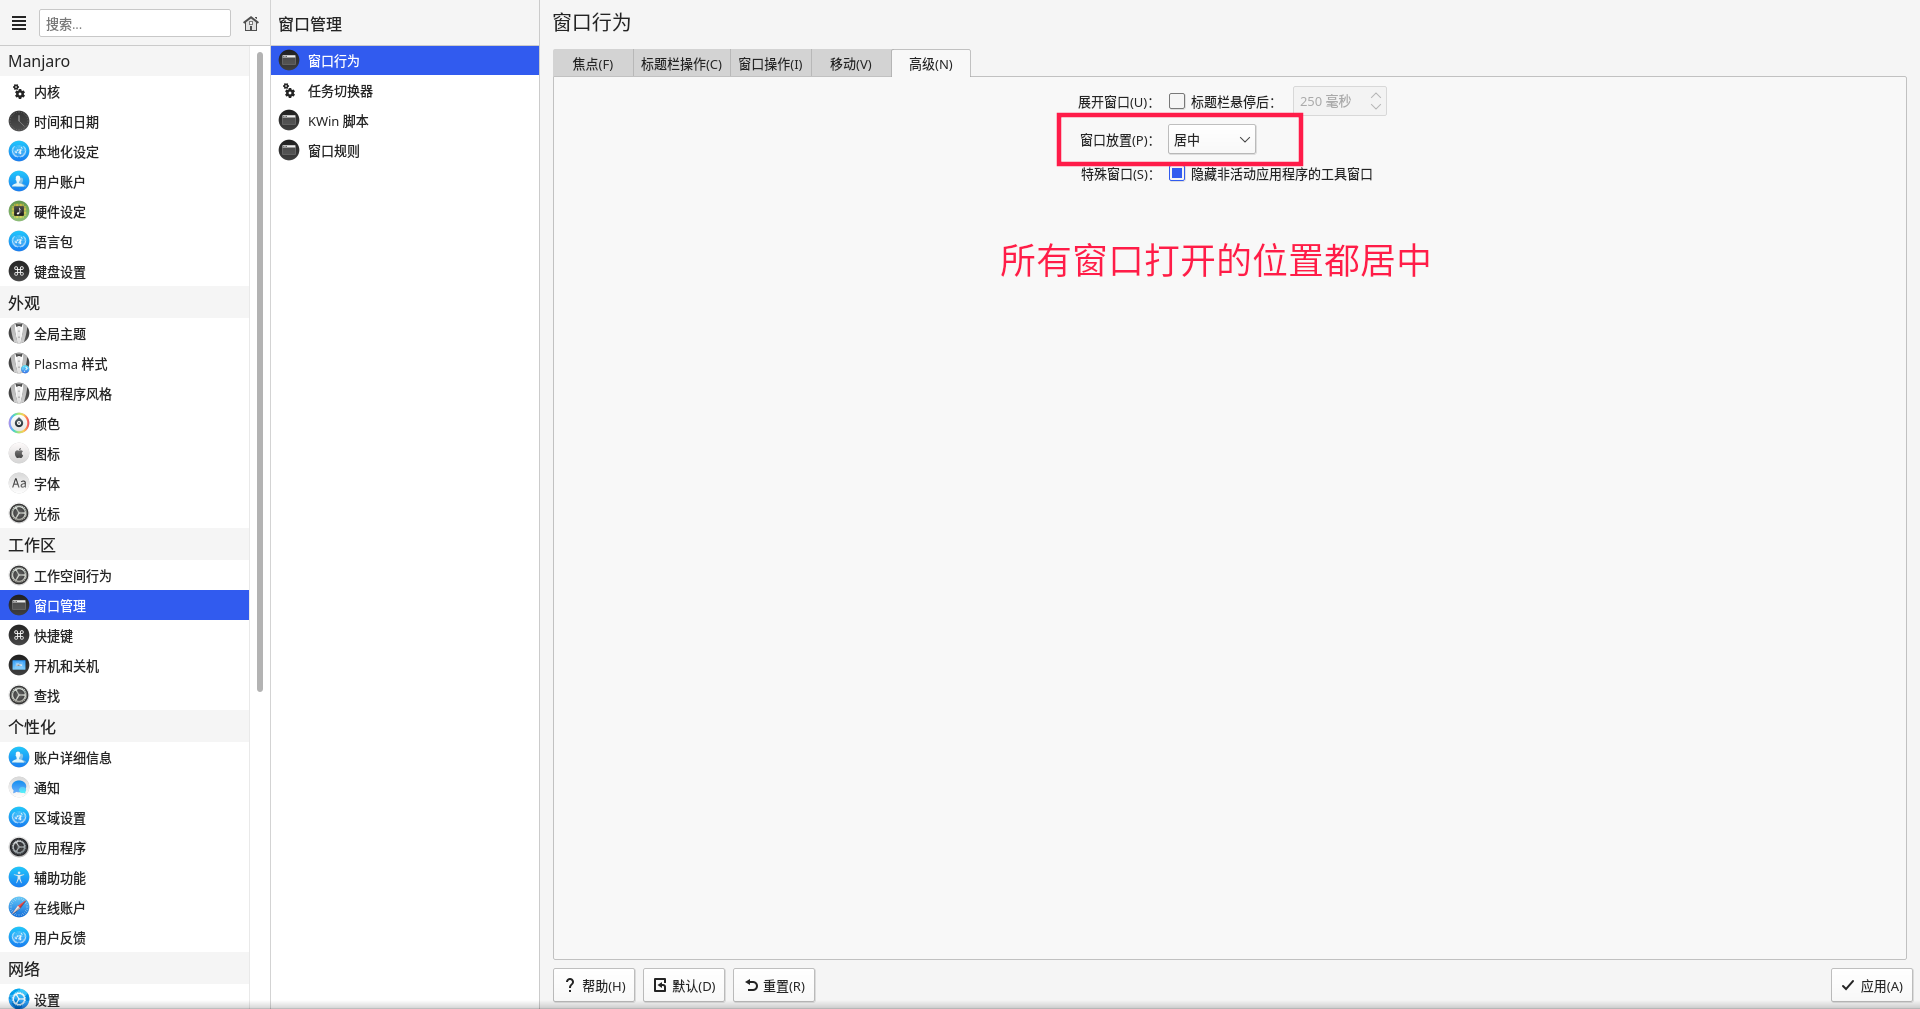 搜索...
Manjaro
内核
时间和日期
本地化设定
用户账户
硬件设定
语言包
键盘设置
外观
全局主题
Plasma 样式
应用程序风格
颜色
图标
Aa 字体
光标
工作区
工作空间行为
窗口管理
快捷键
开机和关机
查找
个性化
账户详细信息
通知
区域设置
应用程序
辅助功能
在线账户
用户反馈
网络
设置
窗口管理
窗口行为
任务切换器
KWin 脚本
窗口规则
窗口行为
焦点(F) 标题栏操作(C) 窗口操作(I) 移动(V) 高级(N)
展开窗口(U): 标题栏悬停后: 250 毫秒
窗口放置(P): 居中
特殊窗口(S): 隐藏非活动应用程序的工具窗口
所有窗口打开的位置都居中
? 帮助(H) 默认(D) 重置(R) 应用(A)